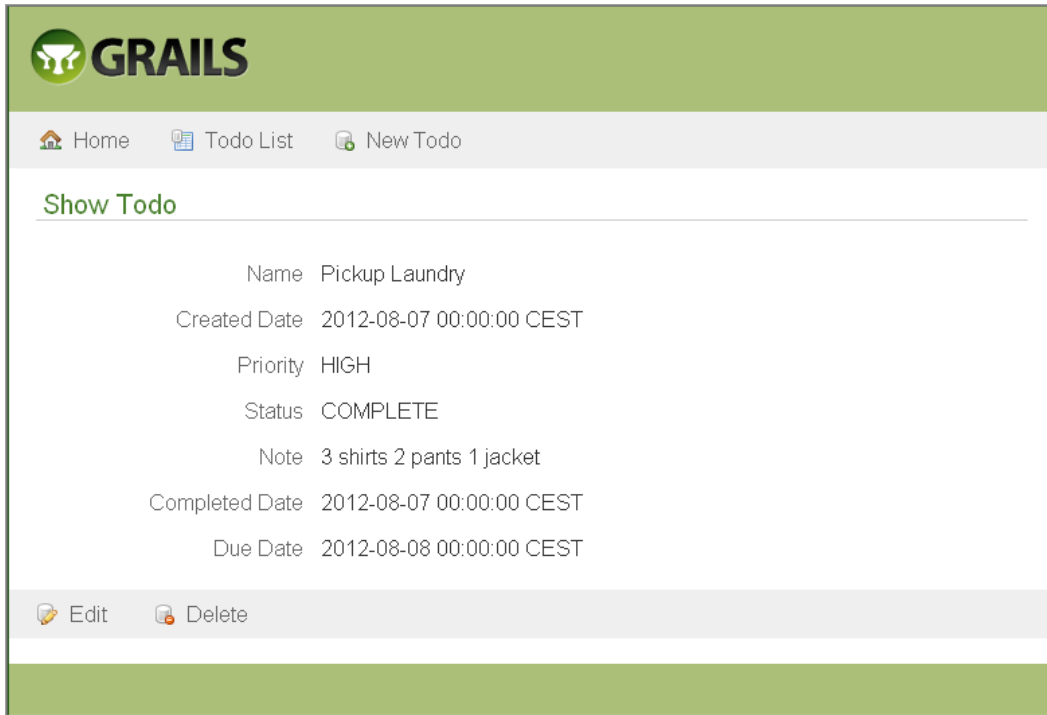 GRAILS
Home Todo List New Todo
Show Todo
Name Pickup Laundry
Created Date 2012-08-07 00:00:00 CEST
Priority HIGH
Status COMPLETE
Note 3 shirts 2 pants 1 jacket
Completed Date 2012-08-07 00:00:00 CEST
Due Date 2012-08-08 00:00:00 CEST
Edit Delete